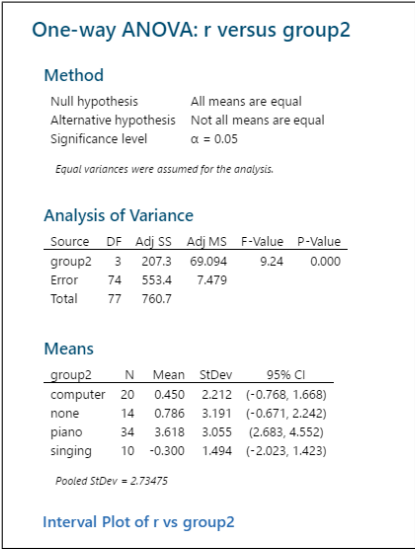 One-way ANOVA: r versus group2
Method
Null hypothesis All means are equal
Alternative hypothesis Not all means are equal
Significance level α = 0.05
Equal variances were assumed for the analysis.
Analysis of Variance
Source DF Adj SS Adj MS F-Value P-Value
group2 3 207.3 69.094 9.24 0.000
Error 74 553.4 7.479
Total 77 760.7
Means
group2 N Mean StDev 95% CI
computer 20 0.450 2.212 (-0.768, 1.668)
none 14 0.786 3.191 (-0.671, 2.242)
piano 34 3.618 3.055 (2.683, 4.552)
singing 10 -0.300 1.494 (-2.023, 1.423)
Pooled StDev = 2.73475
Interval Plot of r vs group2